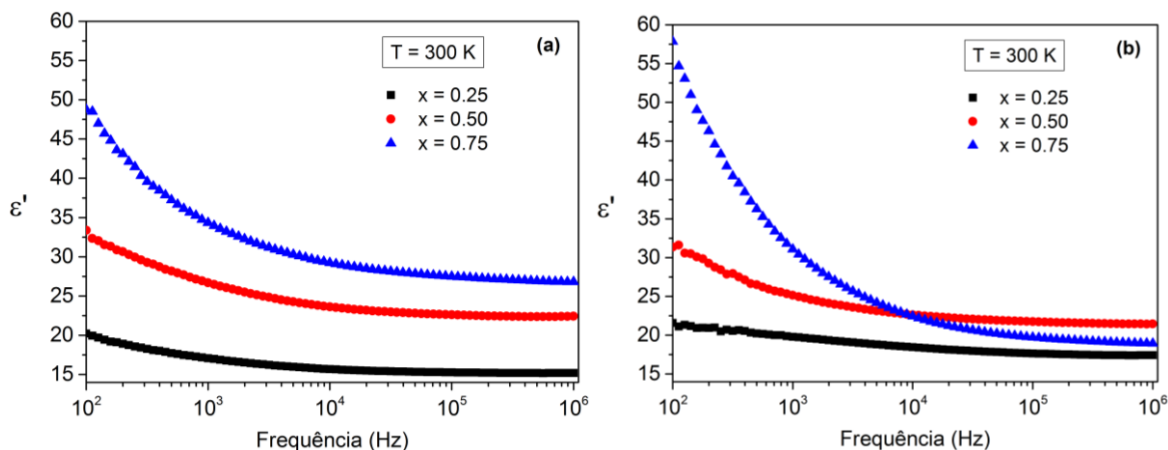 60
55
50
45
40
35
30
25
20
15
ε'
(a)
T = 300 K
x = 0.25
x = 0.50
x = 0.75
10² 10³ 10⁴ 10⁵ 10⁶
Frequência (Hz)
60
55
50
45
40
35
30
25
20
15
ε'
(b)
T = 300 K
x = 0.25
x = 0.50
x = 0.75
10² 10³ 10⁴ 10⁵ 10⁶
Frequência (Hz)